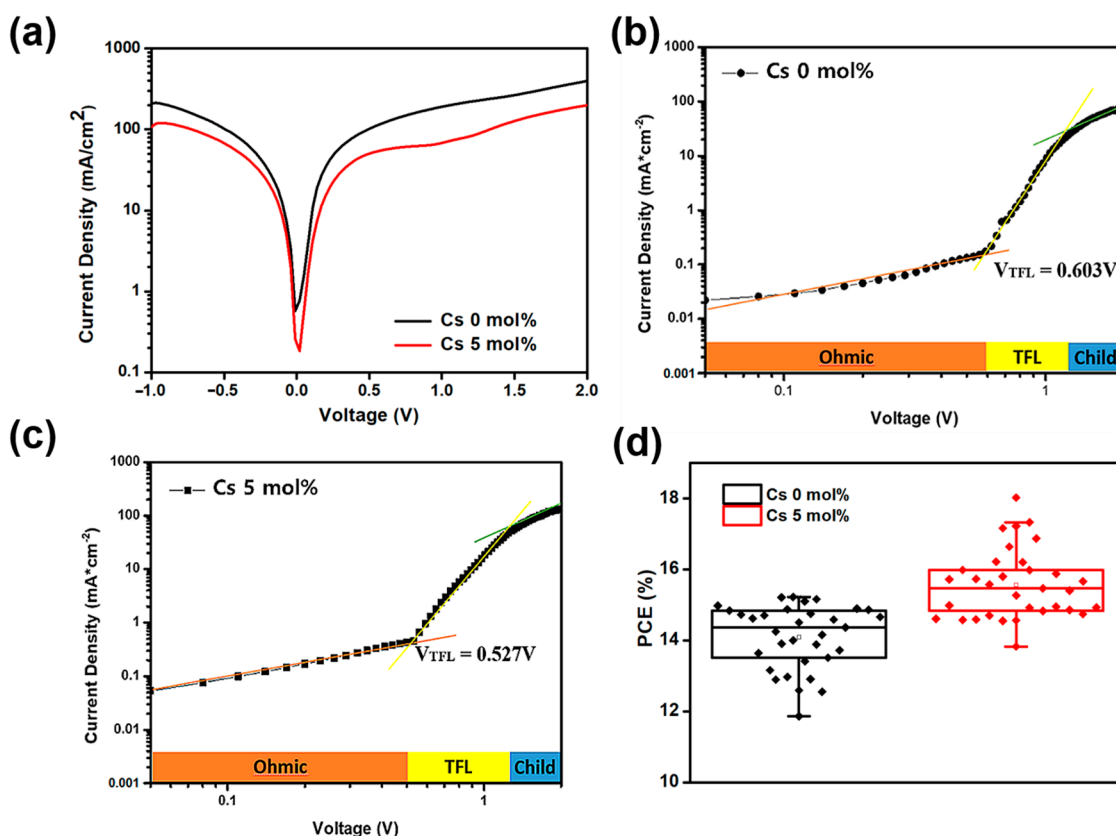 (a)
1000
100
10
1
0.1
Current Density (mA/cm²)
Cs 0 mol%
Cs 5 mol%
−1.0 −0.5 0.0 0.5 1.0 1.5 2.0
Voltage (V)
(b)
1000
100
10
1
0.1
0.01
0.001
Current Density (mA*cm⁻²)
Cs 0 mol%
V_TFL = 0.603V
Ohmic TFL Child
0.1 1
Voltage (V)
(c)
1000
100
10
1
0.1
0.01
0.001
Current Density (mA*cm⁻²)
Cs 5 mol%
V_TFL = 0.527V
Ohmic TFL Child
0.1 1
Voltage (V)
(d)
18
16
14
12
10
PCE (%)
Cs 0 mol%
Cs 5 mol%